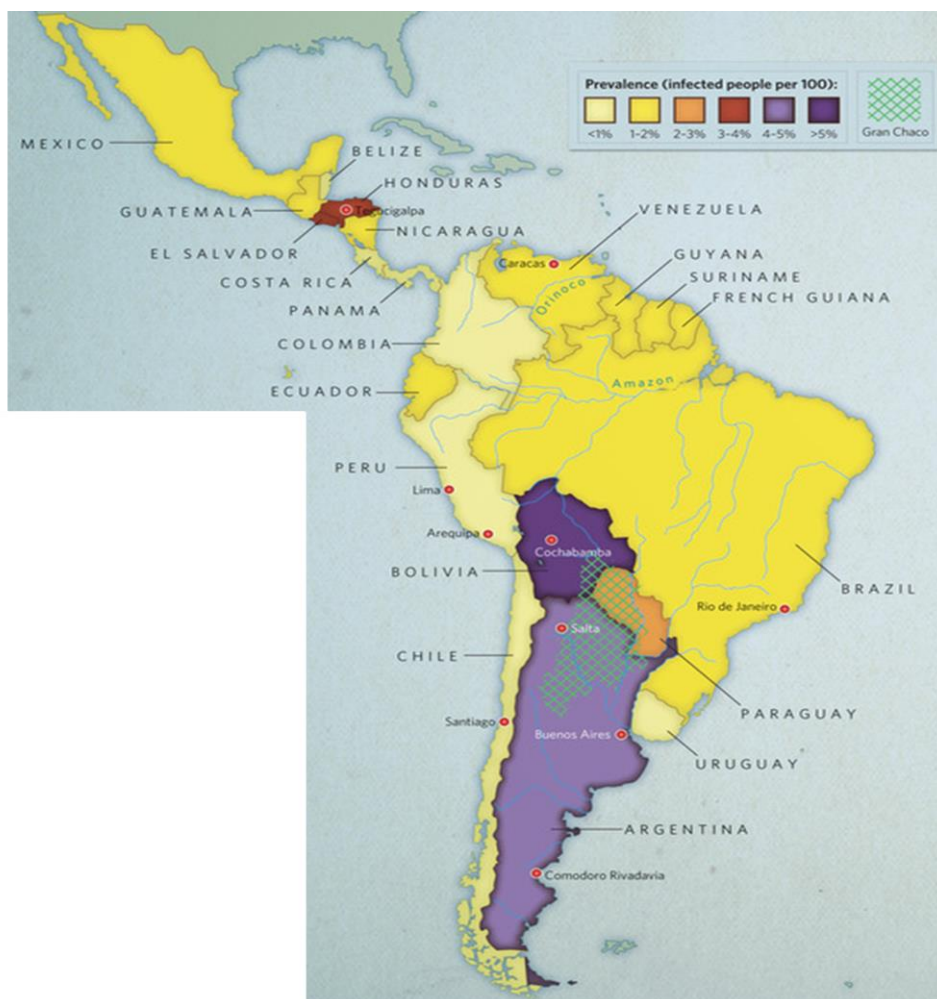 Prevalence (infected people per 100):
<1% 1-2% 2-3% 3-4% 4-5% >5%
Gran Chaco
MEXICO
BELIZE
HONDURAS
GUATEMALA
Tegucigalpa
VENEZUELA
NICARAGUA
EL SALVADOR
GUYANA
Caracas
SURINAME
COSTA RICA
Orinoco
FRENCH GUIANA
PANAMA
COLOMBIA
Amazon
ECUADOR
PERU
Lima
Arequipa
Cochabamba
BOLIVIA
BRAZIL
Rio de Janeiro
Salta
CHILE
PARAGUAY
Santiago
Buenos Aires
URUGUAY
ARGENTINA
Comodoro Rivadavia